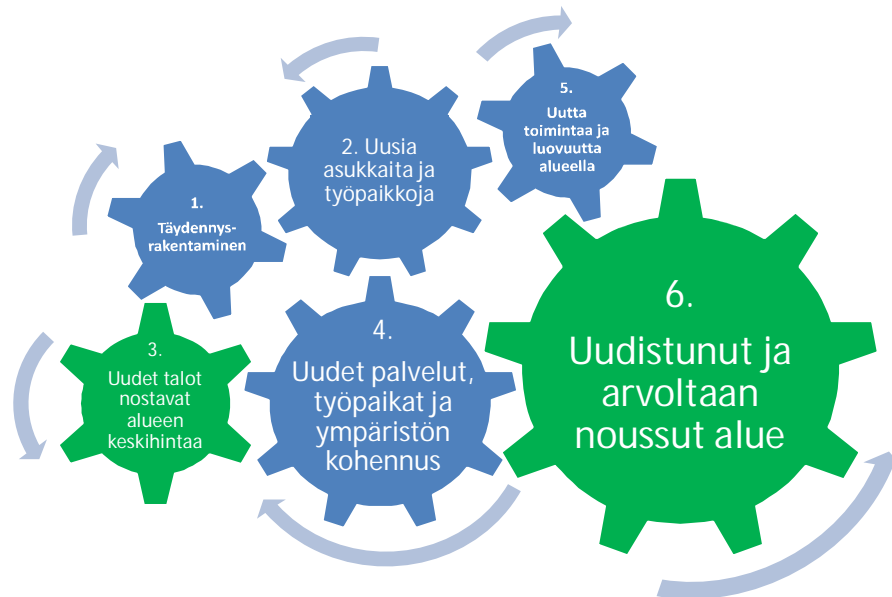 1.
Täydennys-
rakentaminen
2. Uusia
asukkaita ja
työpaikkoja
3.
Uudet talot
nostavat
alueen
keskihintaa
4.
Uudet palvelut,
työpaikat ja
ympäristön
kohennus
5.
Uutta
toimintaa ja
luovuutta
alueella
6.
Uudistunut ja
arvoltaan
noussut alue